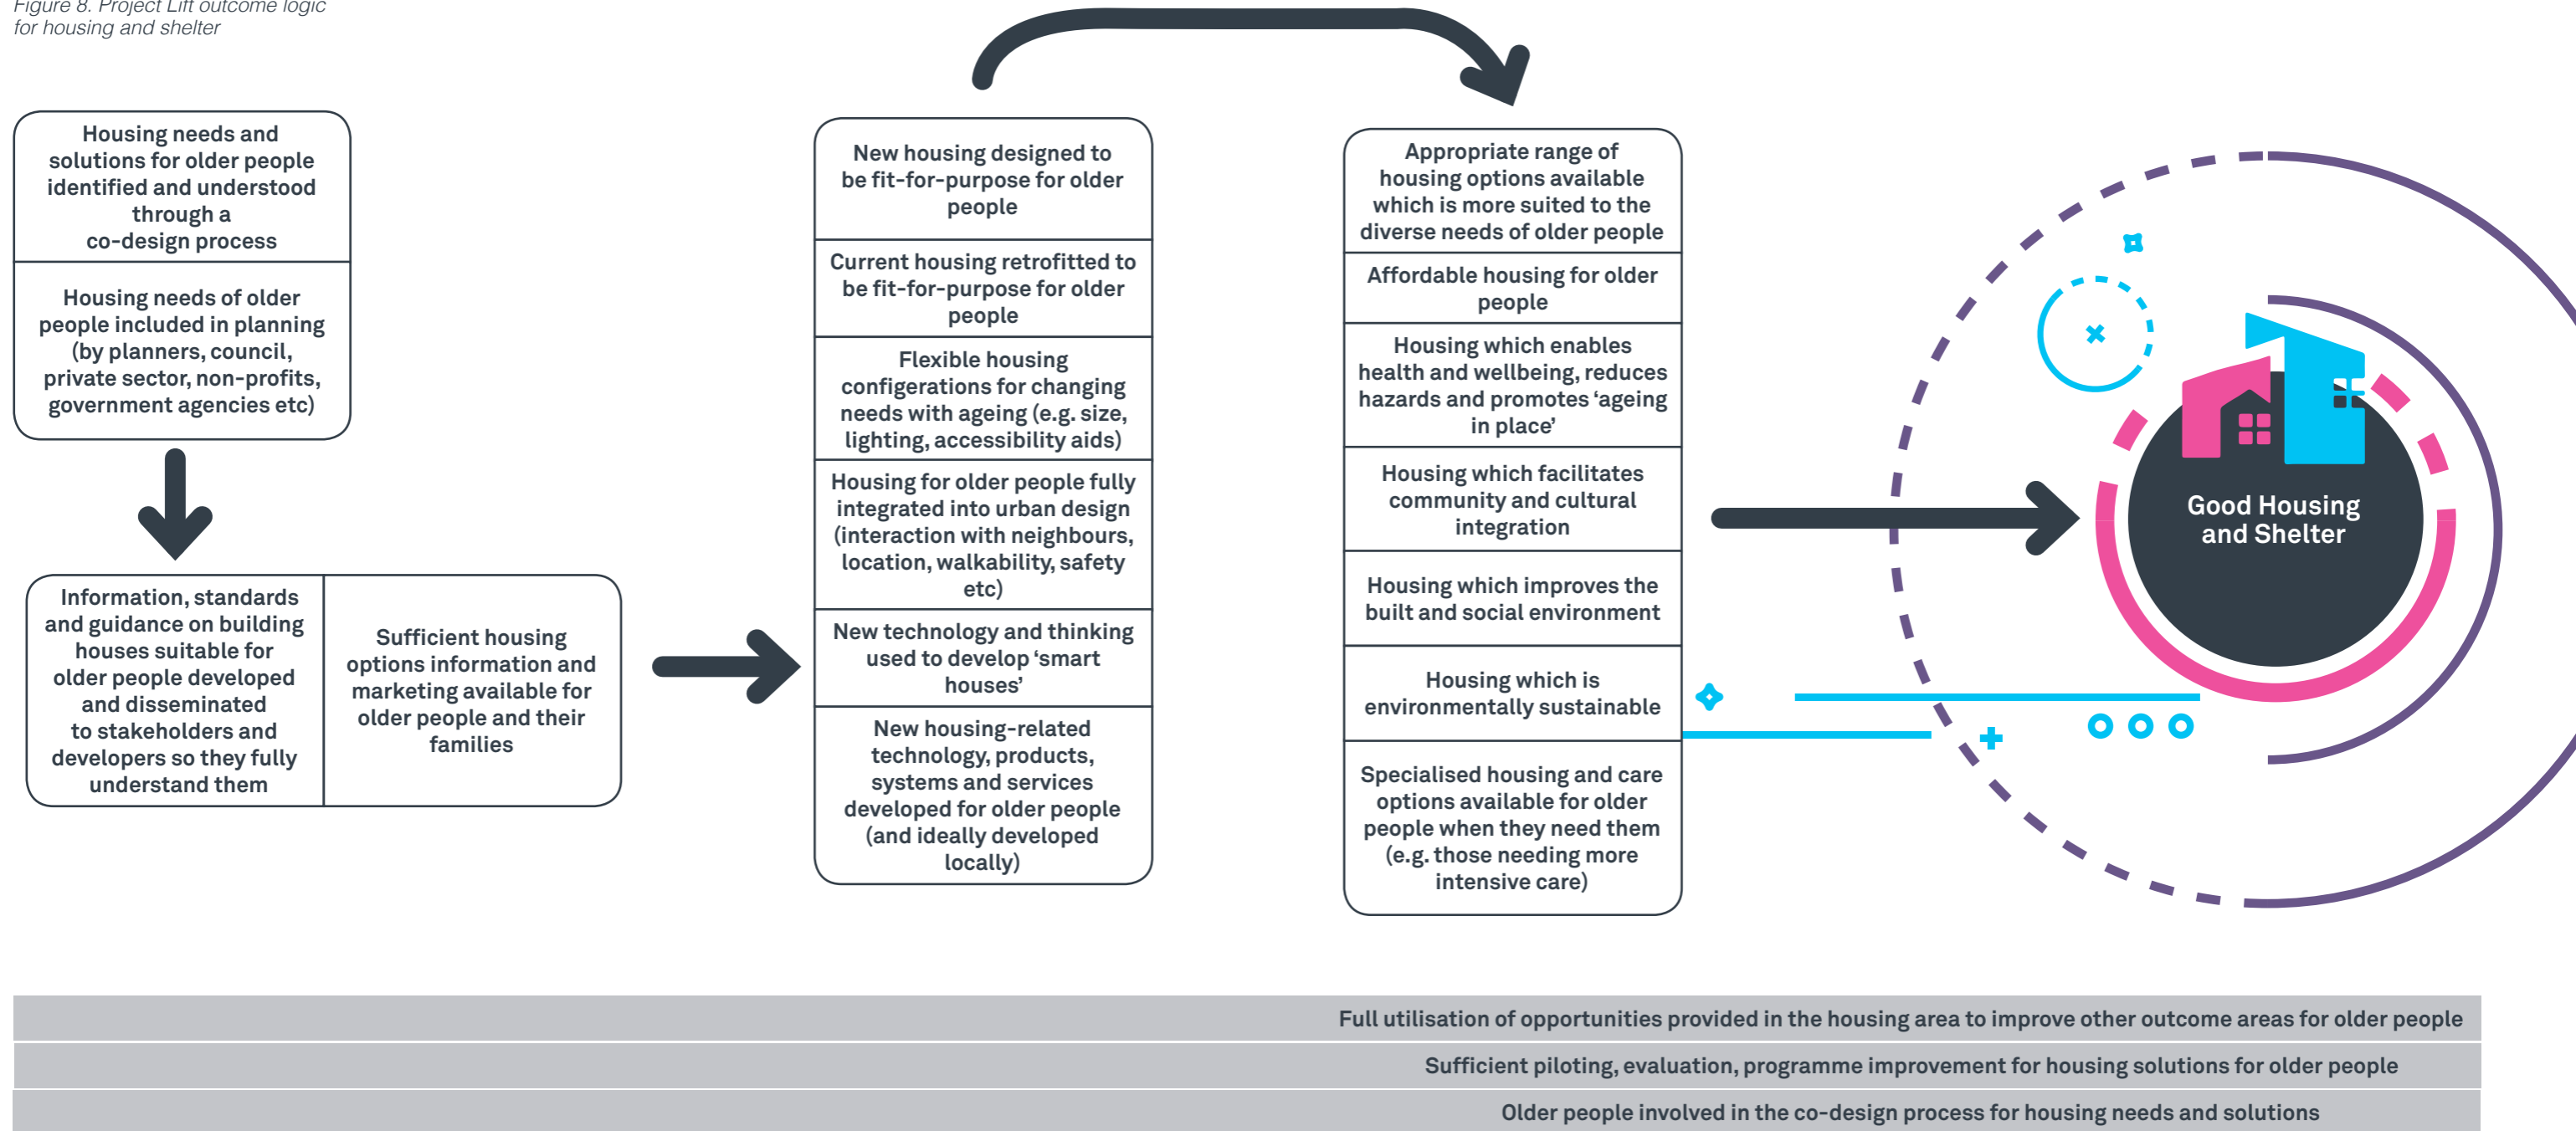 Figure 8. Project Lift outcome logic
for housing and shelter
Housing needs and
solutions for older people
identified and understood
through a
co-design process
Housing needs of older
people included in planning
(by planners, council,
private sector, non-profits,
government agencies etc)
Information, standards
and guidance on building
houses suitable for
older people developed
and disseminated
to stakeholders and
developers so they fully
understand them
Sufficient housing
options information and
marketing available for
older people and their
families
New housing designed to
be fit-for-purpose for older
people
Current housing retrofitted to
be fit-for-purpose for older
people
Flexible housing
configerations for changing
needs with ageing (e.g. size,
lighting, accessibility aids)
Housing for older people fully
integrated into urban design
(interaction with neighbours,
location, walkability, safety
etc)
New technology and thinking
used to develop ‘smart
houses’
New housing-related
technology, products,
systems and services
developed for older people
(and ideally developed
locally)
Appropriate range of
housing options available
which is more suited to the
diverse needs of older people
Affordable housing for older
people
Housing which enables
health and wellbeing, reduces
hazards and promotes ‘ageing
in place’
Housing which facilitates
community and cultural
integration
Housing which improves the
built and social environment
Housing which is
environmentally sustainable
Specialised housing and care
options available for older
people when they need them
(e.g. those needing more
intensive care)
Good Housing
and Shelter
Full utilisation of opportunities provided in the housing area to improve other outcome areas for older people
Sufficient piloting, evaluation, programme improvement for housing solutions for older people
Older people involved in the co-design process for housing needs and solutions